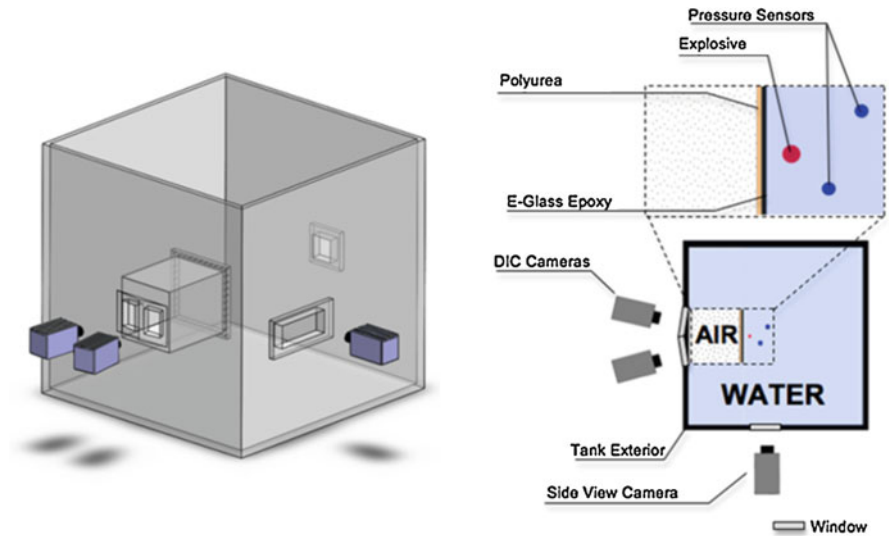 Pressure Sensors
Explosive
Polyurea
E-Glass Epoxy
DIC Cameras
AIR
WATER
Tank Exterior
Side View Camera
Window